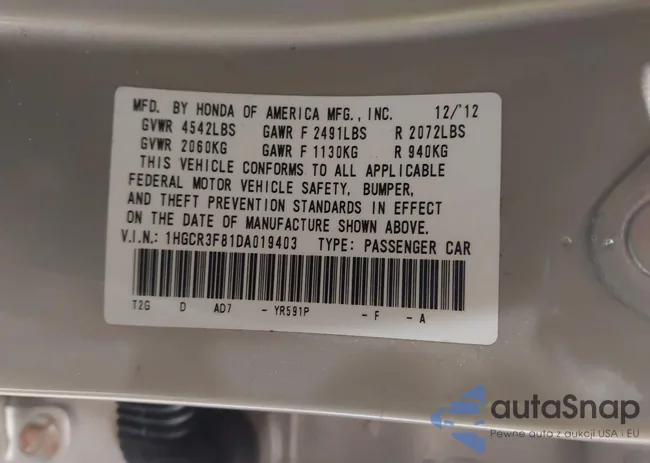 MFD. BY HONDA OF AMERICA MFG., INC. 12/'12
GVWR 4542LBS GAWR F 2491LBS R 2072LBS
GVWR 2060KG GAWR F 1130KG R 940KG
THIS VEHICLE CONFORMS TO ALL APPLICABLE
FEDERAL MOTOR VEHICLE SAFETY, BUMPER,
AND THEFT PREVENTION STANDARDS IN EFFECT
ON THE DATE OF MANUFACTURE SHOWN ABOVE.
V.I.N.: 1HGCR3F81DA019403 TYPE: PASSENGER CAR
T2G D AD7 - YR591P - F - A
autaSnap
Pewne auta z aukcji USA i EU